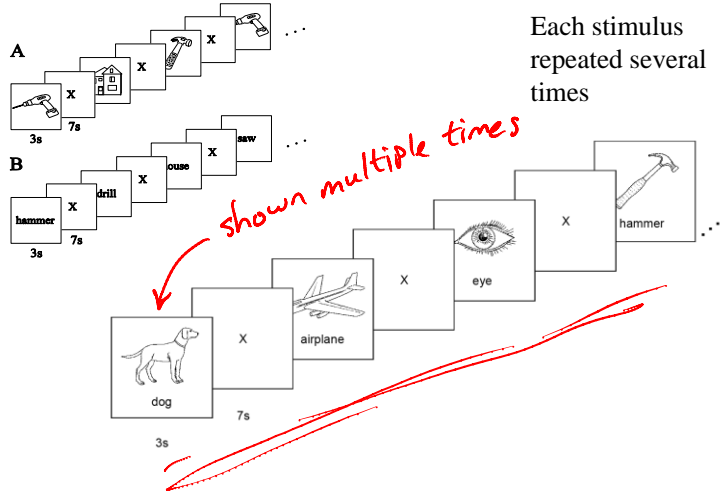 Each stimulus
repeated several
times
A
X
X
X
...
3s
7s
B
hammer
X
drill
X
ouse
X
saw
...
3s
7s
shown multiple times
dog
X
airplane
X
eye
X
hammer
...
3s
7s